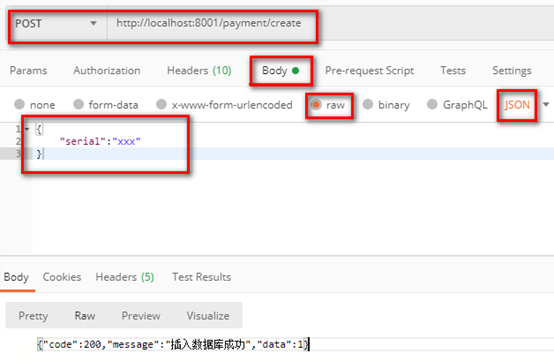 POST http://localhost:8001/payment/create
Params Authorization Headers (10) Body Pre-request Script Tests Settings
none form-data x-www-form-urlencoded raw binary GraphQL JSON
1 {
2 "serial":"xxx"
3 }
Body Cookies Headers (5) Test Results
Pretty Raw Preview Visualize
{"code":200,"message":"插入数据库成功","data":1}